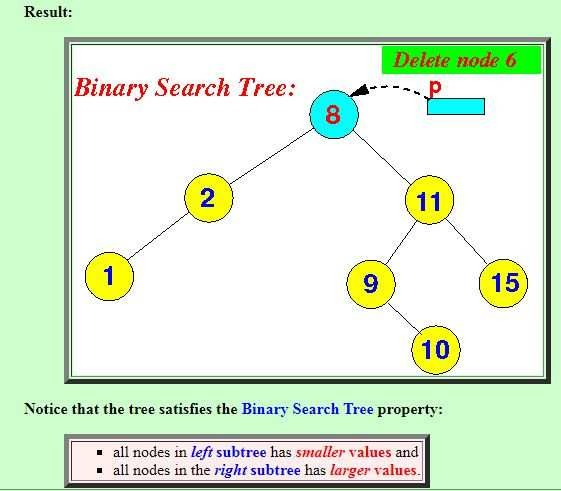 Result:
Delete node 6
Binary Search Tree:
p
8
2
11
1
9
15
10
Notice that the tree satisfies the Binary Search Tree property:
all nodes in left subtree has smaller values and
all nodes in the right subtree has larger values.